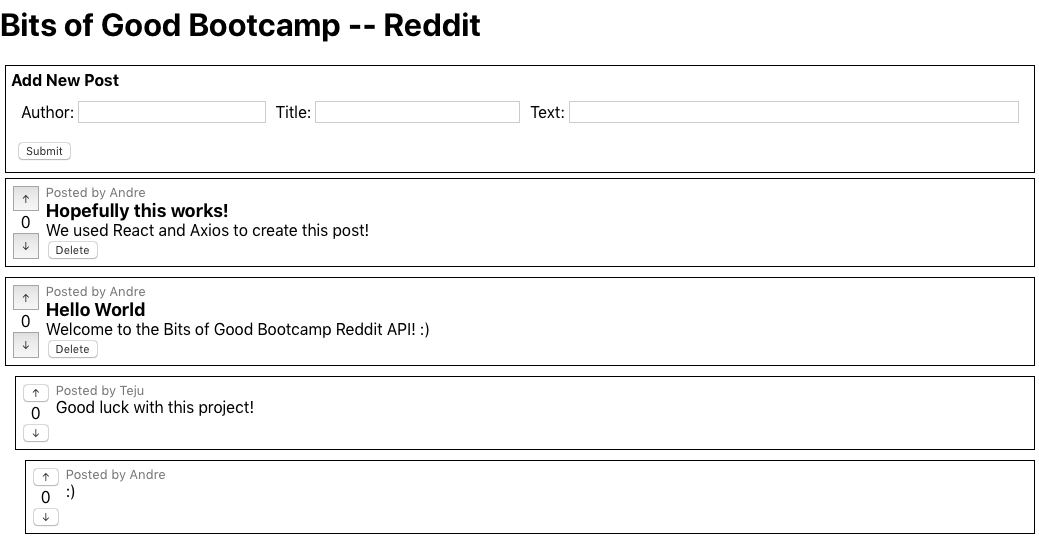 Bits of Good Bootcamp -- Reddit
Add New Post
Author: Title: Text:
Submit
↑ Posted by Andre
Hopefully this works!
0 We used React and Axios to create this post!
↓ Delete
↑ Posted by Andre
Hello World
0 Welcome to the Bits of Good Bootcamp Reddit API! :)
↓ Delete
↑ Posted by Teju
0 Good luck with this project!
↓
↑ Posted by Andre
0 :)
↓